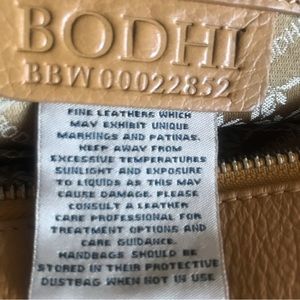 BODHI
BBW00022852
FINE LEATHERS WHICH
MAY EXHIBIT UNIQUE
MARKINGS AND PATINAS.
KEEP AWAY FROM
EXCESSIVE TEMPERATURES
SUNLIGHT AND EXPOSURE
TO LIQUIDS AS THIS MAY
CAUSE DAMAGE. PLEASE
CONSULT A LEATHER
CARE PROFESSIONAL FOR
TREATMENT OPTIONS AND
CARE GUIDANCE.
HANDBAGS SHOULD BE
STORED IN THEIR PROTECTIVE
DUSTBAG WHEN NOT IN USE